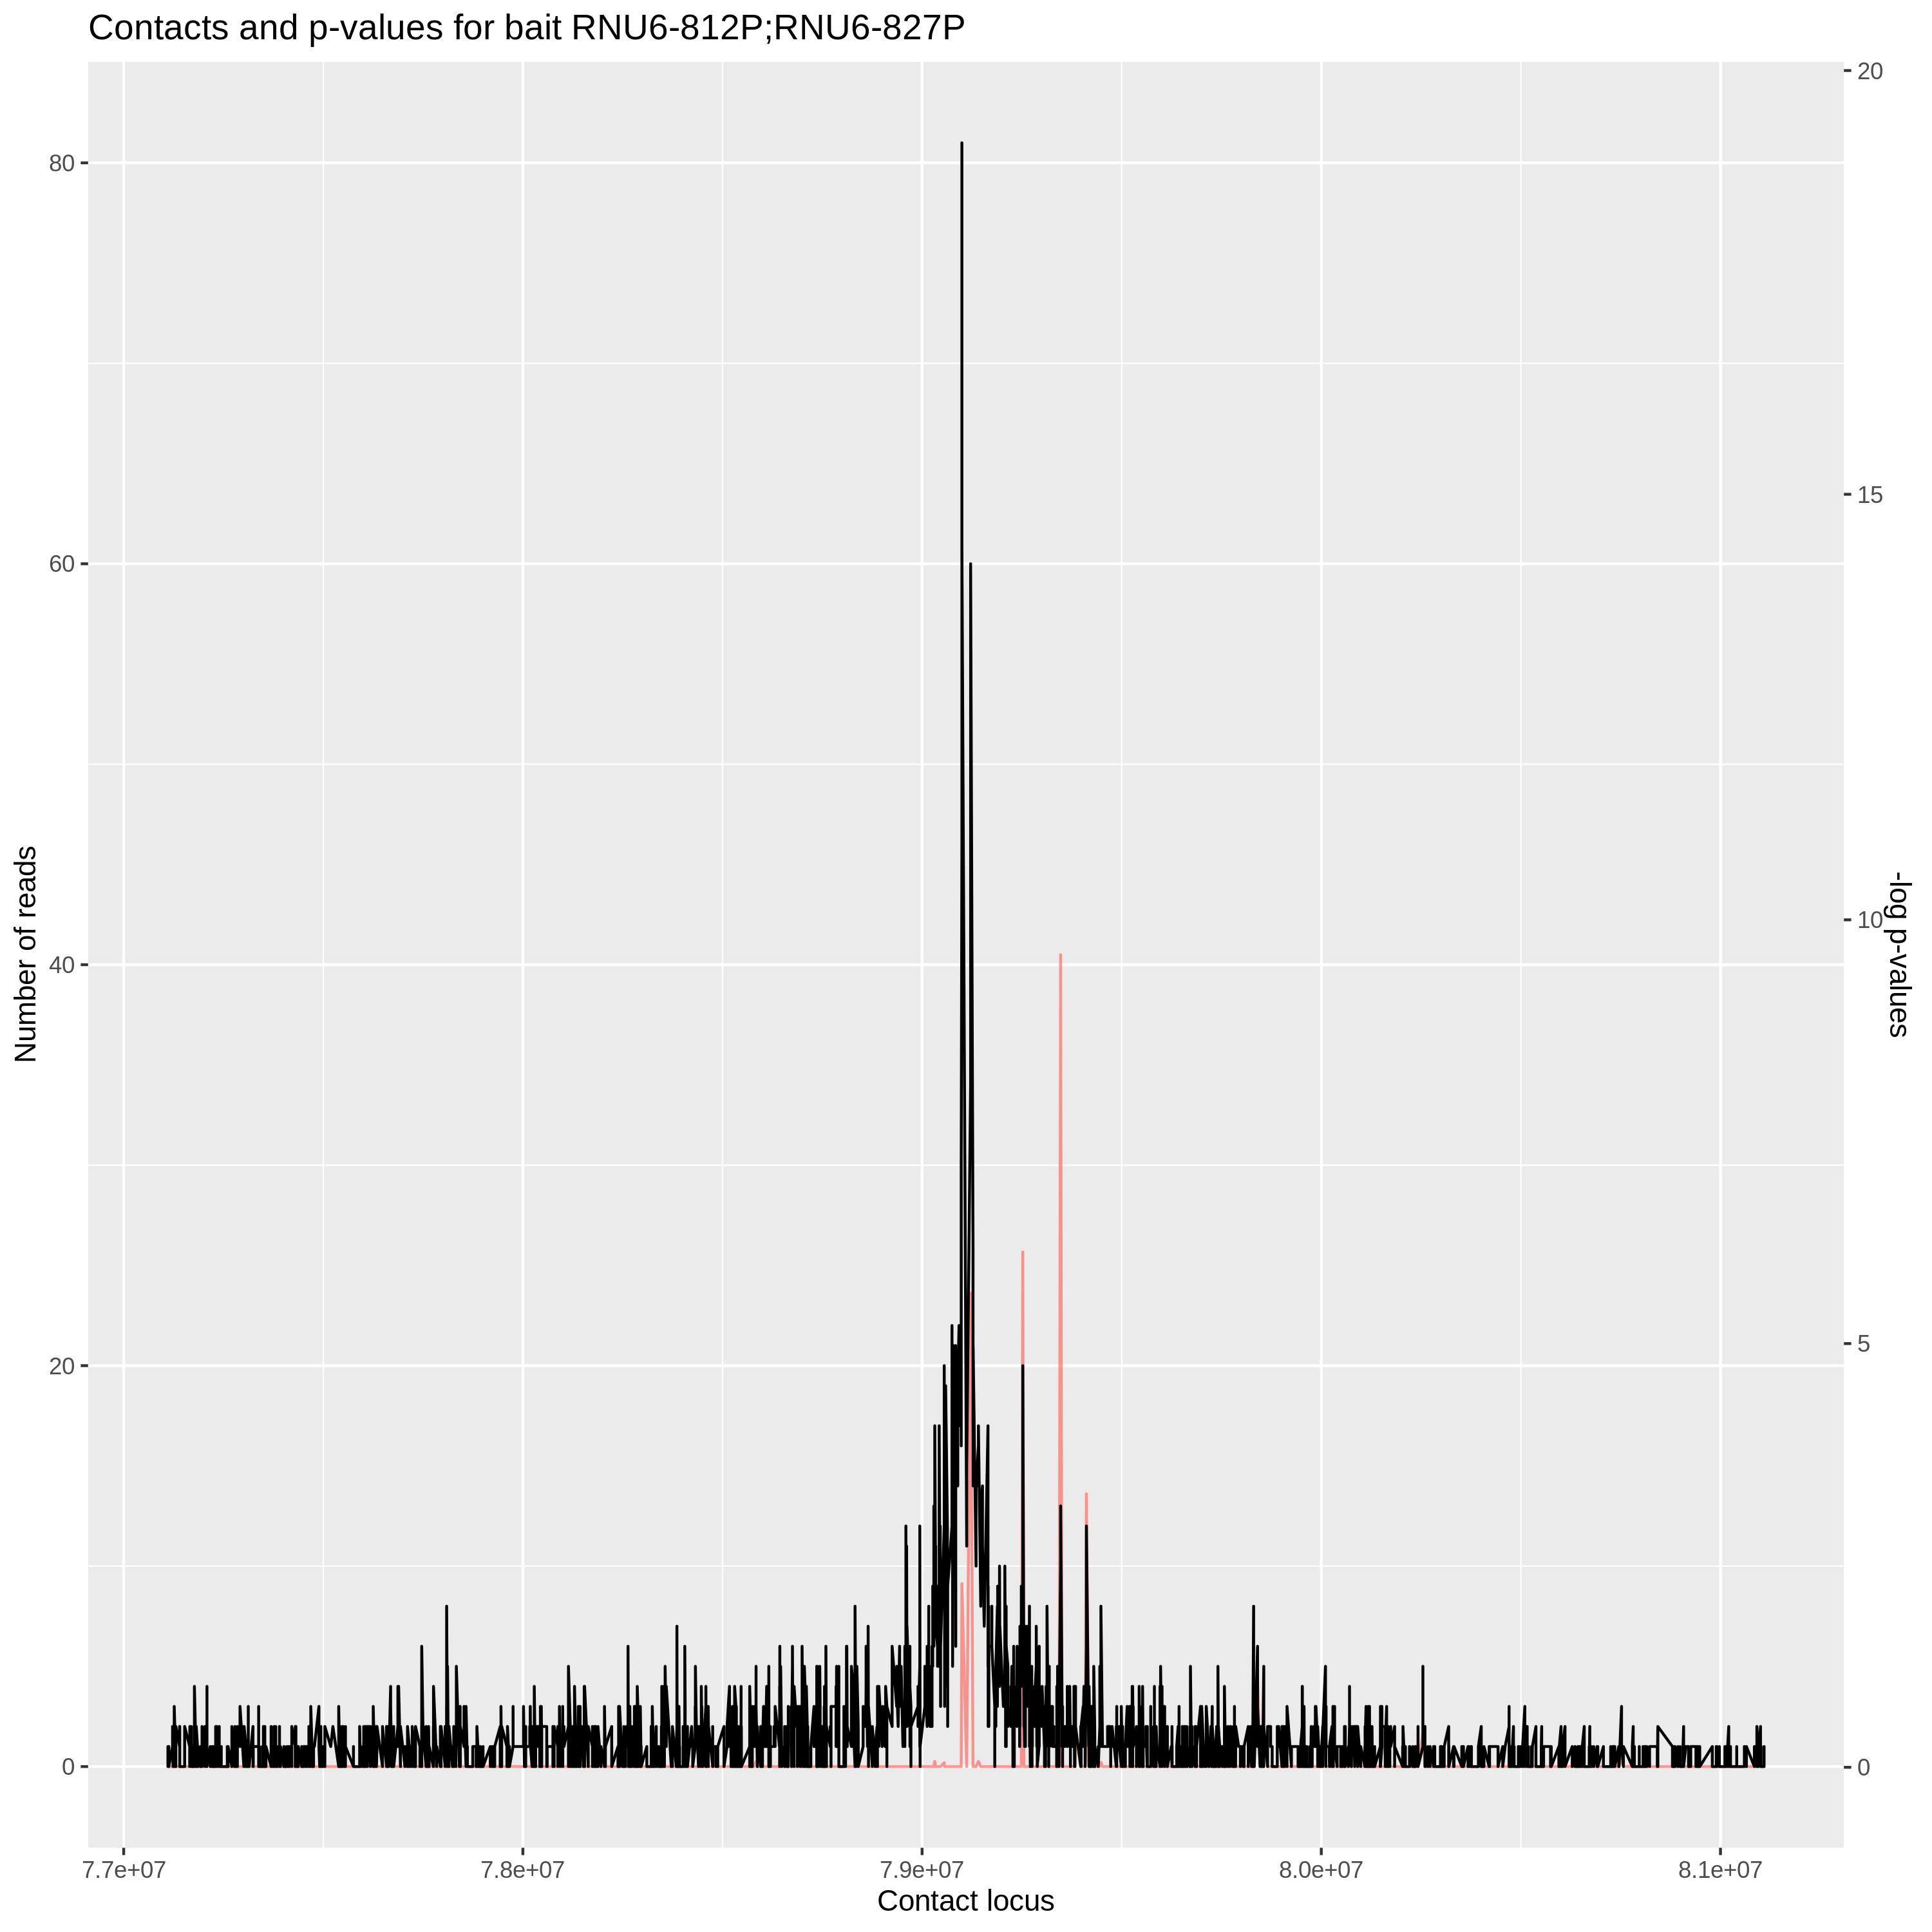 Contacts and p-values for bait RNU6-812P;RNU6-827P
80
60
40
20
0
Number of reads
20
15
10
5
0
-log p-values
7.7e+07 7.8e+07 7.9e+07 8.0e+07 8.1e+07
Contact locus